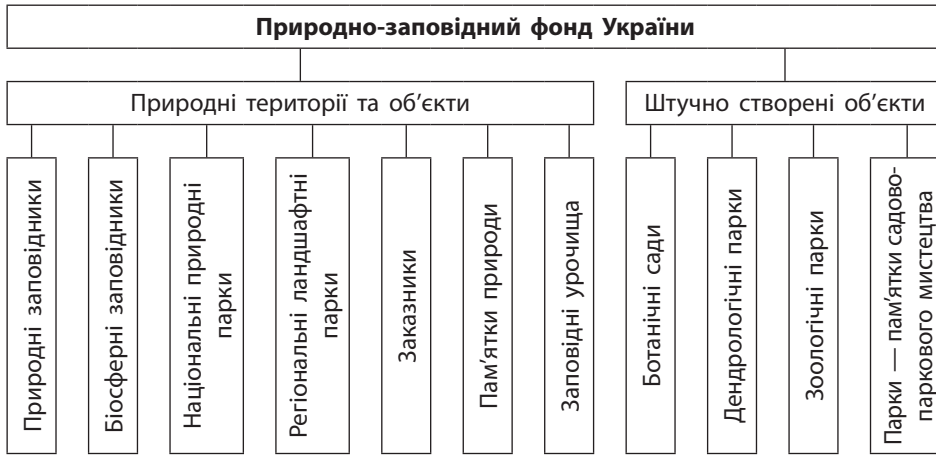 Природно-заповідний фонд України
Природні території та об’єкти
Штучно створені об’єкти
Природні заповідники
Біосферні заповідники
Національні природні
парки
Регіональні ландшафтні
парки
Заказники
Пам’ятки природи
Заповідні урочища
Ботанічні сади
Дендрологічні парки
Зоологічні парки
Парки — пам’ятки садово-
паркового мистецтва